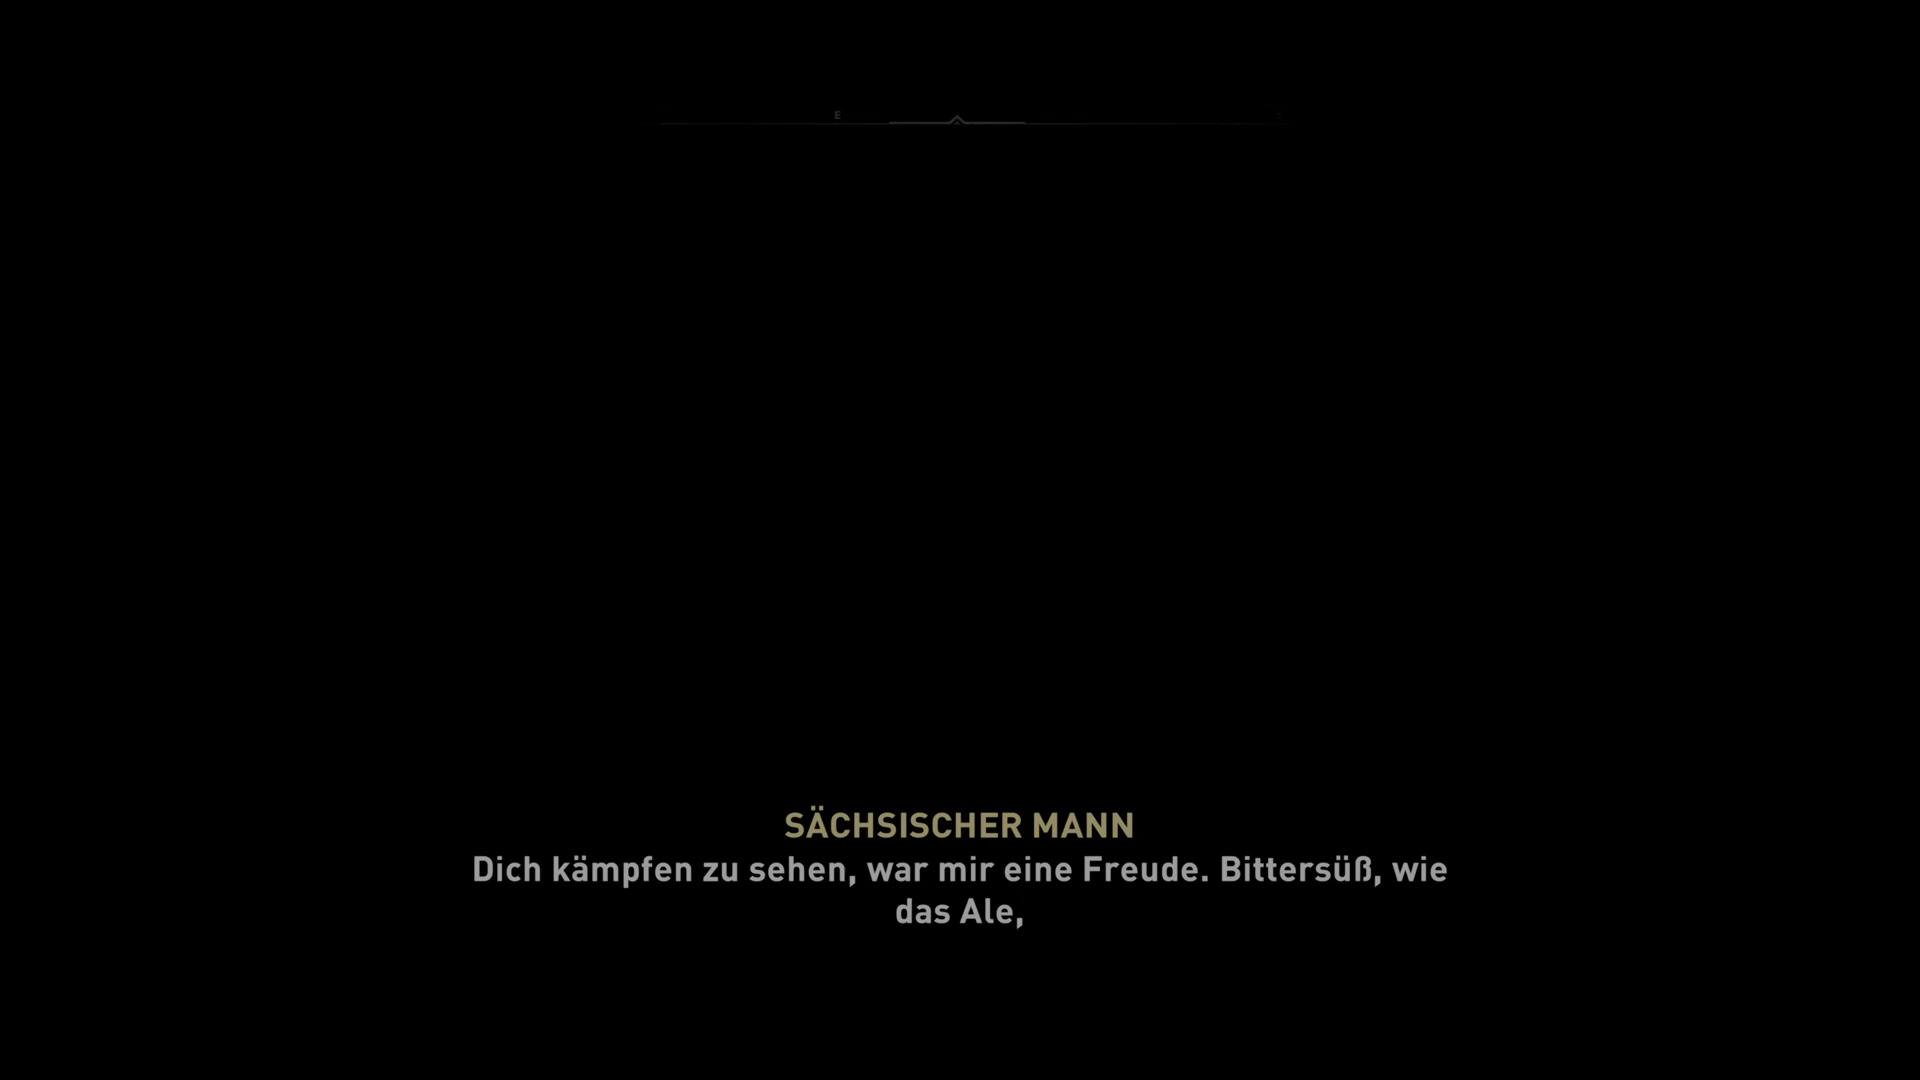 E
SÄCHSISCHER MANN
Dich kämpfen zu sehen, war mir eine Freude. Bittersüß, wie
das Ale,